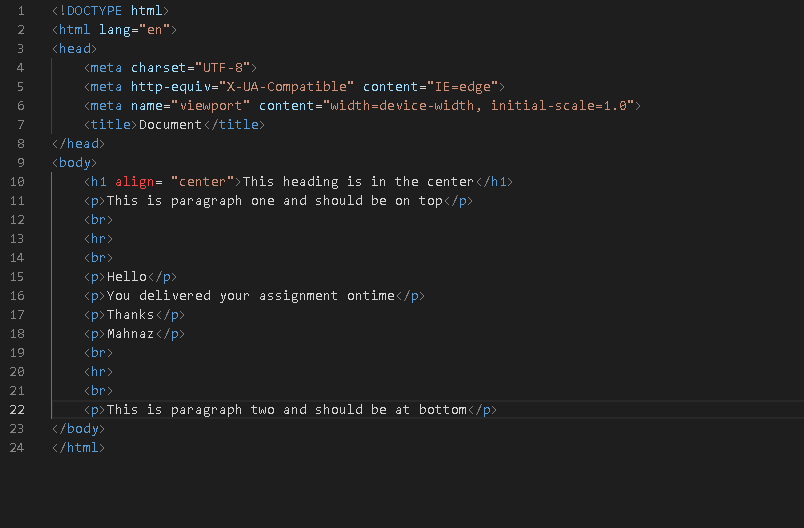 1 <!DOCTYPE html>
2 <html lang="en">
3 <head>
4     <meta charset="UTF-8">
5     <meta http-equiv="X-UA-Compatible" content="IE=edge">
6     <meta name="viewport" content="width=device-width, initial-scale=1.0">
7     <title>Document</title>
8 </head>
9 <body>
10     <h1 align= "center">This heading is in the center</h1>
11     <p>This is paragraph one and should be on top</p>
12     <br>
13     <hr>
14     <br>
15     <p>Hello</p>
16     <p>You delivered your assignment ontime</p>
17     <p>Thanks</p>
18     <p>Mahnaz</p>
19     <br>
20     <hr>
21     <br>
22     <p>This is paragraph two and should be at bottom</p>
23 </body>
24 </html>